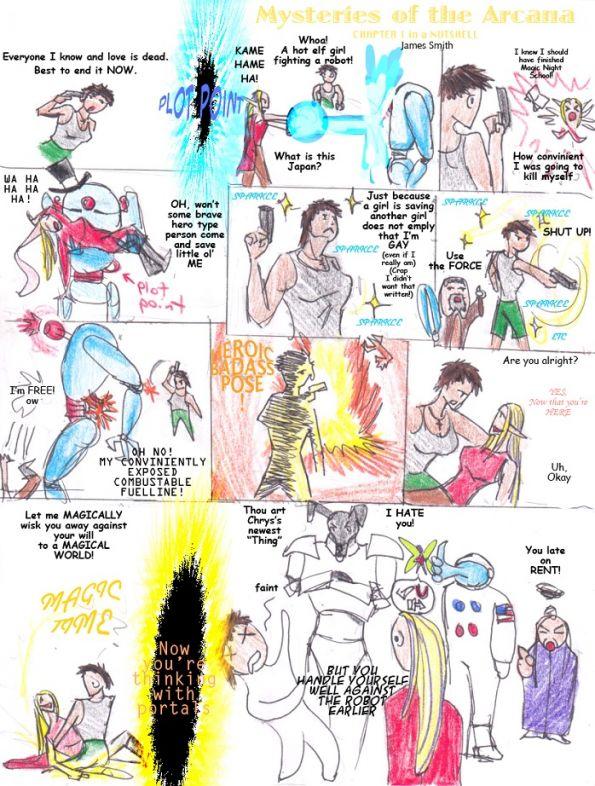 Mysteries of the Arcana
CHAPTER 1 in a NUTSHELL
James Smith
Everyone I know and love is dead.
Best to end it NOW.
PLOT POINT
KAME
HAME
HA!
Whoa!
A hot elf girl
fighting a robot!
What is this
Japan?
I knew I should
have finished
Magic Night
School!
How convinient
I was going to
kill myself
WA HA
HA HA
HA !
OH, won't
some brave
hero type
person come
and save
little ol'
ME
plot
point
SPARKLE
SPARKLE
SPARKLE
Just because
a girl is saving
another girl
does not emply
that I'm
GAY
(even if I
really am)
(Crap
I didn't
want that
written!)
SPARKLE
SPARKLE
Use
the FORCE
SHUT UP!
SPARKLE
ETC
I'm FREE!
ow
OH NO!
MY CONVINIENTLY
EXPOSED
COMBUSTABLE
FUELLINE!
HEROIC
BADASS
POSE
!
Are you alright?
YES,
Now that you're
HERE
Uh,
Okay
Let me MAGICALLY
wish you away against
your will
to a MAGICAL
WORLD!
MAGIC
TIME
Now
you're
thinking
with
portals
Thou art
Chrys's
newest
"Thing"
faint
I HATE
you!
BUT YOU
HANDLE YOURSELF
WELL AGAINST
THE ROBOT
EARLIER
You late
on
RENT!